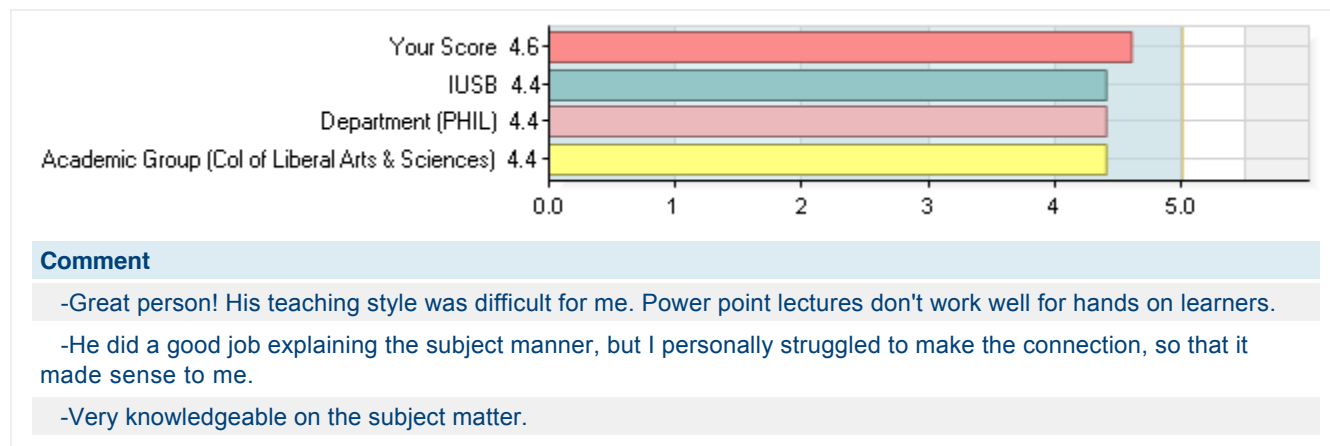 Your Score 4.6
IUSB 4.4
Department (PHIL) 4.4
Academic Group (Col of Liberal Arts & Sciences) 4.4
0.0 1 2 3 4 5.0
Comment
-Great person! His teaching style was difficult for me. Power point lectures don't work well for hands on learners.
-He did a good job explaining the subject manner, but I personally struggled to make the connection, so that it
made sense to me.
-Very knowledgeable on the subject matter.